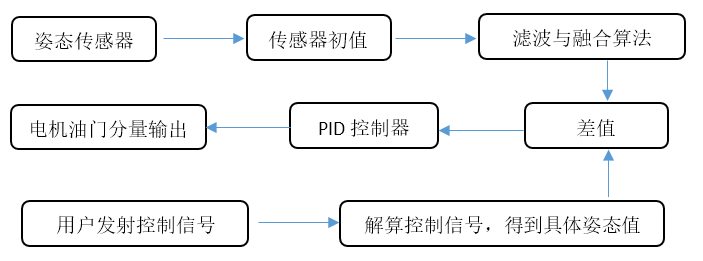 姿态传感器
传感器初值
滤波与融合算法
电机油门分量输出
PID 控制器
差值
用户发射控制信号
解算控制信号，得到具体姿态值